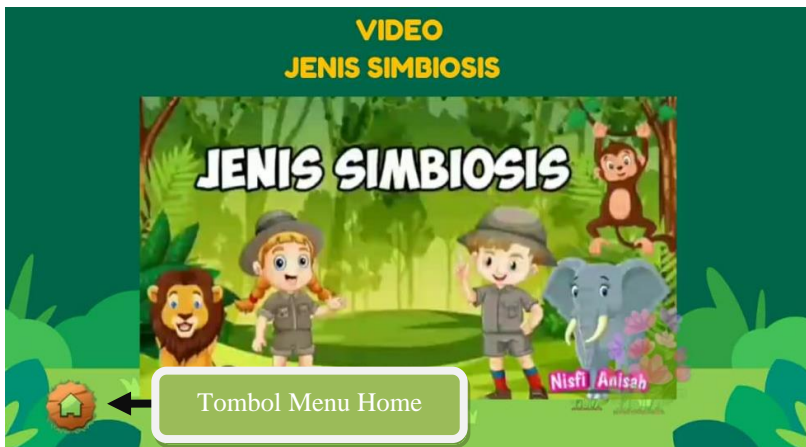 VIDEO
JENIS SIMBIOSIS
JENIS SIMBIOSIS
Nisfi Anisah
Tombol Menu Home